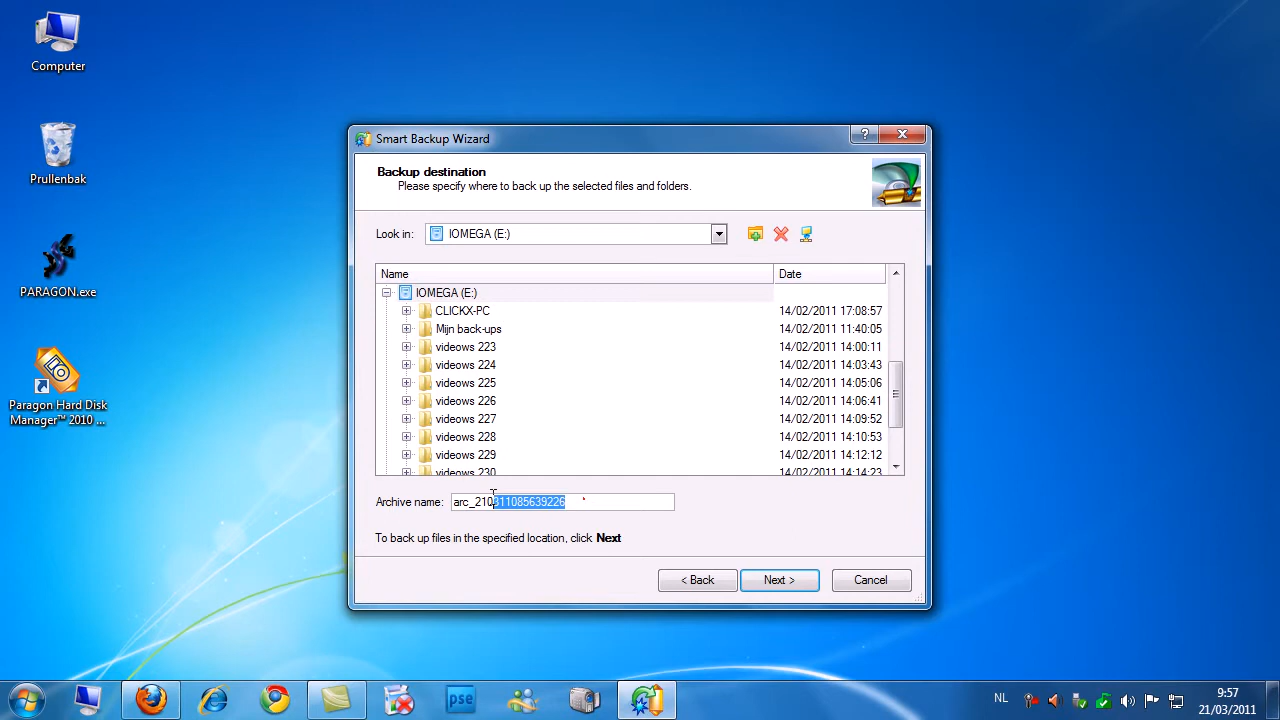 Computer
Prullenbak
PARAGON.exe
Paragon Hard Disk
Manager™ 2010 ...
Smart Backup Wizard
?
Backup destination
Please specify where to back up the selected files and folders.
Look in: IOMEGA (E:)
Name Date
IOMEGA (E:)
CLICKX-PC 14/02/2011 17:08:57
Mijn back-ups 14/02/2011 11:40:05
videows 223 14/02/2011 14:00:11
videows 224 14/02/2011 14:03:43
videows 225 14/02/2011 14:05:06
videows 226 14/02/2011 14:06:41
videows 227 14/02/2011 14:09:52
videows 228 14/02/2011 14:10:53
videows 229 14/02/2011 14:12:12
videows 230 14/02/2011 14:14:23
Archive name: arc_210311085639226
To back up files in the specified location, click Next
< Back Next > Cancel
pse
NL
9:57
21/03/2011